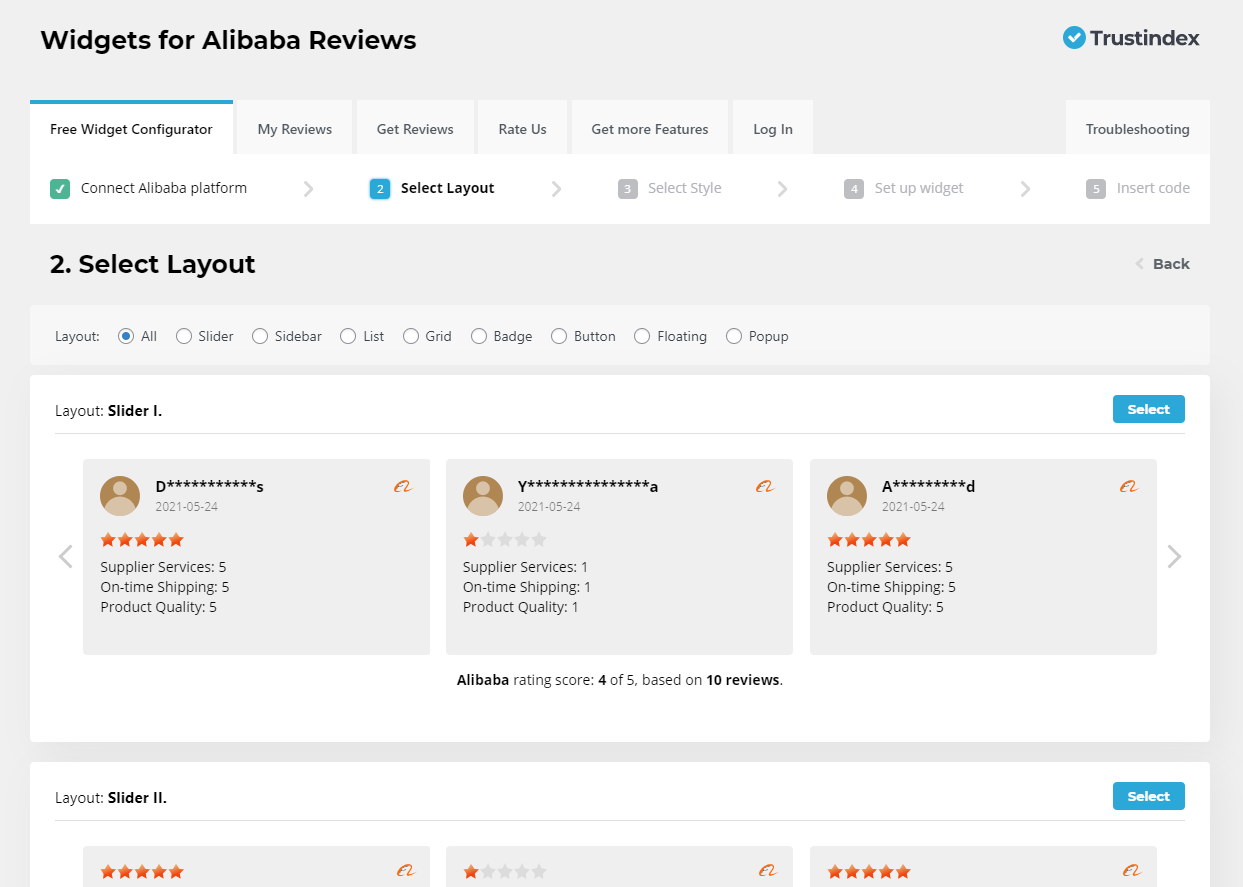 Widgets for Alibaba Reviews
Trustindex
Free Widget Configurator
My Reviews
Get Reviews
Rate Us
Get more Features
Log In
Troubleshooting
Connect Alibaba platform
2 Select Layout
3 Select Style
4 Set up widget
5 Insert code
2. Select Layout
Back
Layout: All Slider Sidebar List Grid Badge Button Floating Popup
Layout: Slider I.
Select
D***********s
2021-05-24
Supplier Services: 5
On-time Shipping: 5
Product Quality: 5
Y***************a
2021-05-24
Supplier Services: 1
On-time Shipping: 1
Product Quality: 1
A*********d
2021-05-24
Supplier Services: 5
On-time Shipping: 5
Product Quality: 5
Alibaba rating score: 4 of 5, based on 10 reviews.
Layout: Slider II.
Select